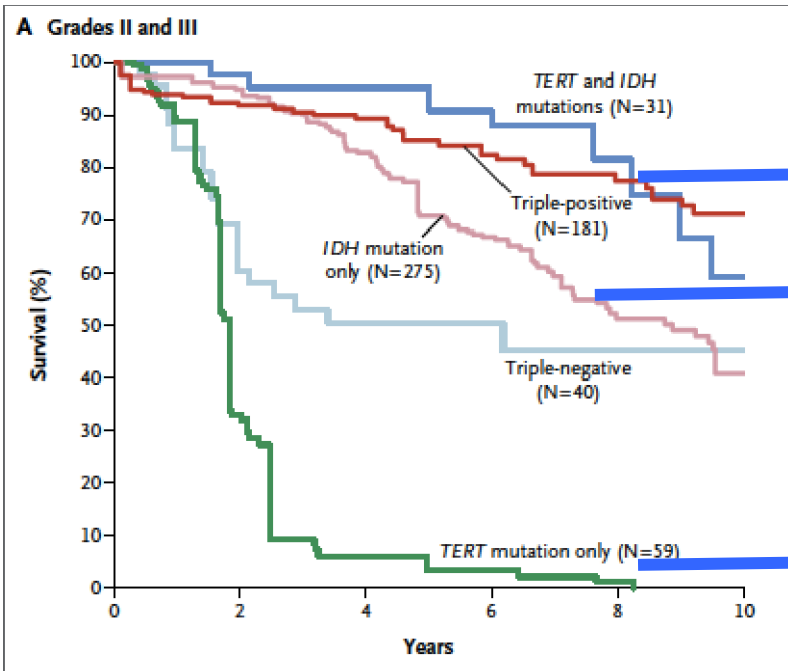 A Grades II and III
100
90
80
70
60
50
40
30
20
10
0
Survival (%)
TERT and IDH
mutations (N=31)
Triple-positive
(N=181)
IDH mutation
only (N=275)
Triple-negative
(N=40)
TERT mutation only (N=59)
0 2 4 6 8 10
Years